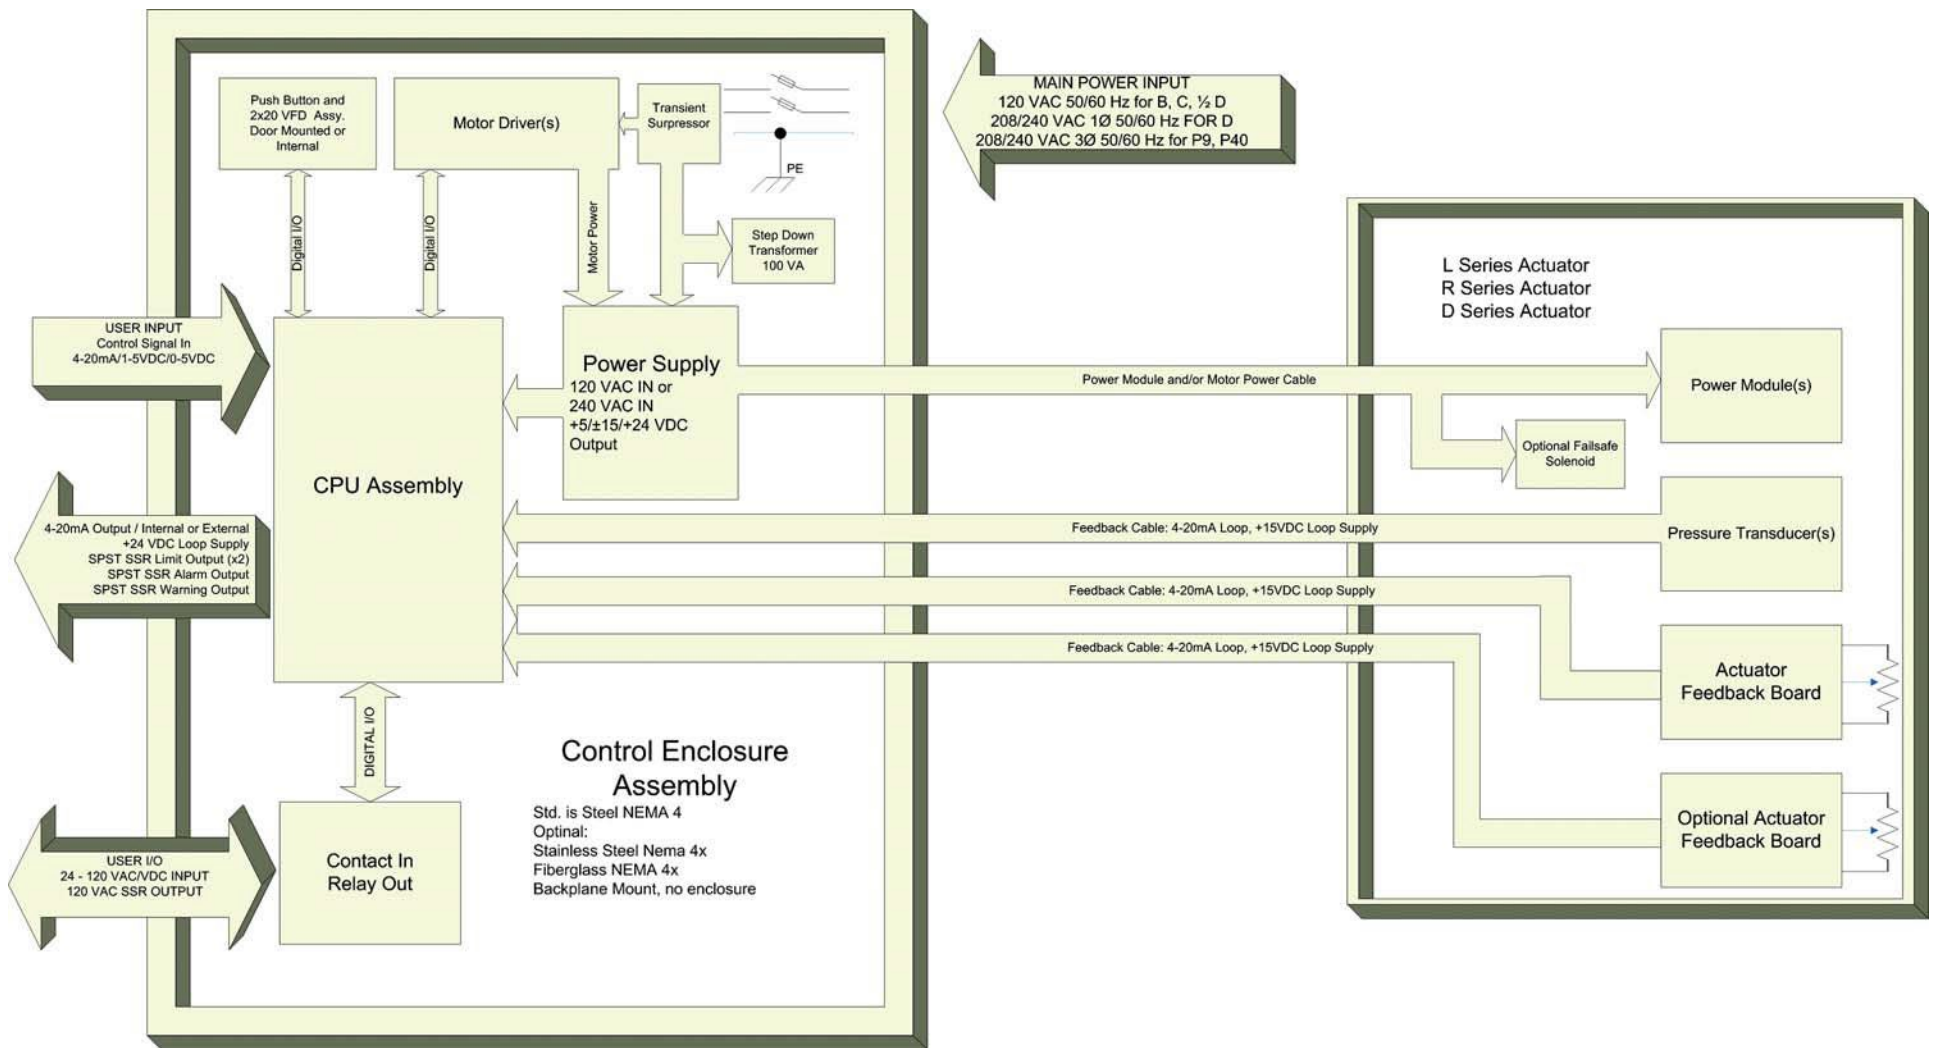 MAIN POWER INPUT
120 VAC 50/60 Hz for B, C, ½ D
208/240 VAC 1Ø 50/60 Hz FOR D
208/240 VAC 3Ø 50/60 Hz for P9, P40
Push Button and
2x20 VFD Assy.
Door Mounted or
Internal
Motor Driver(s)
Transient
Surpressor
PE
Digital I/O
Digital I/O
Motor Power
Step Down
Transformer
100 VA
USER INPUT
Control Signal In
4-20mA/1-5VDC/0-5VDC
Power Supply
120 VAC IN or
240 VAC IN
+5/±15/+24 VDC
Output
CPU Assembly
4-20mA Output / Internal or External
+24 VDC Loop Supply
SPST SSR Limit Output (x2)
SPST SSR Alarm Output
SPST SSR Warning Output
DIGITAL I/O
USER I/O
24 - 120 VAC/VDC INPUT
120 VAC SSR OUTPUT
Contact In
Relay Out
Control Enclosure
Assembly
Std. is Steel NEMA 4
Optinal:
Stainless Steel Nema 4x
Fiberglass NEMA 4x
Backplane Mount, no enclosure
Power Module and/or Motor Power Cable
Feedback Cable: 4-20mA Loop, +15VDC Loop Supply
Feedback Cable: 4-20mA Loop, +15VDC Loop Supply
Feedback Cable: 4-20mA Loop, +15VDC Loop Supply
L Series Actuator
R Series Actuator
D Series Actuator
Power Module(s)
Optional Failsafe
Solenoid
Pressure Transducer(s)
Actuator
Feedback Board
Optional Actuator
Feedback Board